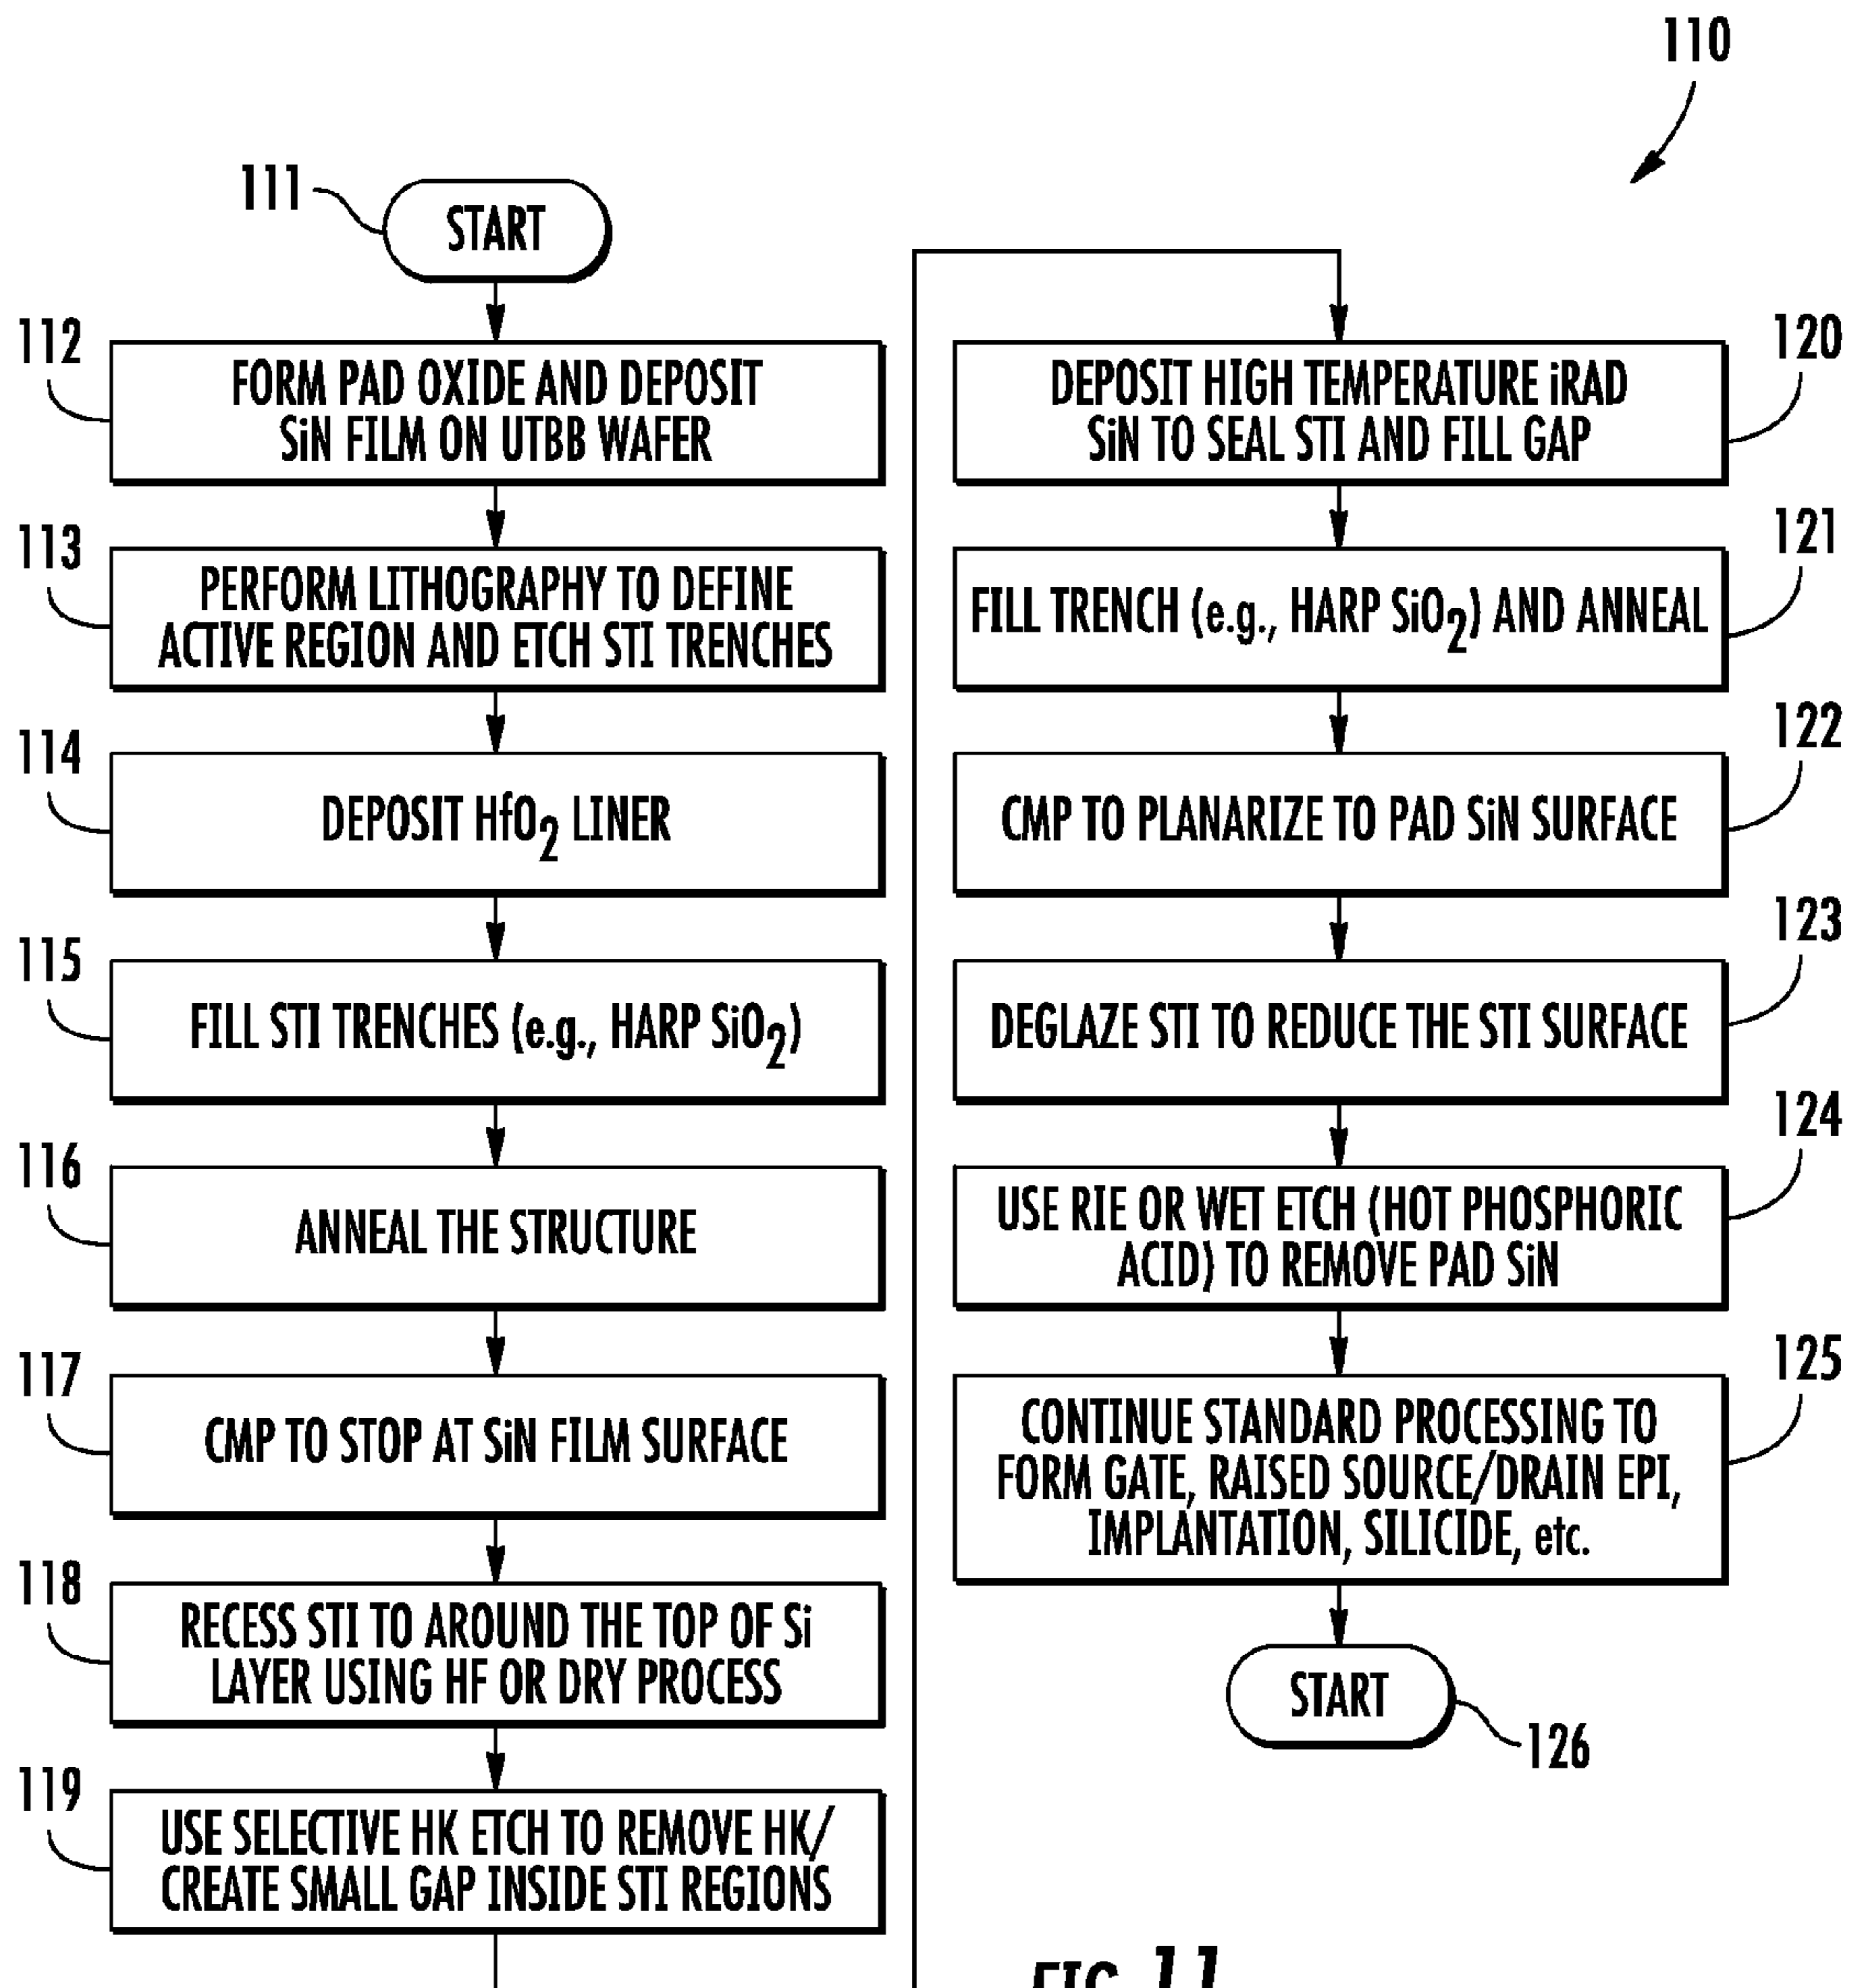 110
111
START
112
FORM PAD OXIDE AND DEPOSIT
SiN FILM ON UTBB WAFER
113
PERFORM LITHOGRAPHY TO DEFINE
ACTIVE REGION AND ETCH STI TRENCHES
114
DEPOSIT HfO2 LINER
115
FILL STI TRENCHES (e.g., HARP SiO2)
116
ANNEAL THE STRUCTURE
117
CMP TO STOP AT SiN FILM SURFACE
118
RECESS STI TO AROUND THE TOP OF Si
LAYER USING HF OR DRY PROCESS
119
USE SELECTIVE HK ETCH TO REMOVE HK/
CREATE SMALL GAP INSIDE STI REGIONS
120
DEPOSIT HIGH TEMPERATURE iRAD
SiN TO SEAL STI AND FILL GAP
121
FILL TRENCH (e.g., HARP SiO2) AND ANNEAL
122
CMP TO PLANARIZE TO PAD SiN SURFACE
123
DEGLAZE STI TO REDUCE THE STI SURFACE
124
USE RIE OR WET ETCH (HOT PHOSPHORIC
ACID) TO REMOVE PAD SiN
125
CONTINUE STANDARD PROCESSING TO
FORM GATE, RAISED SOURCE/DRAIN EPI,
IMPLANTATION, SILICIDE, etc.
START
126
FIG. 11